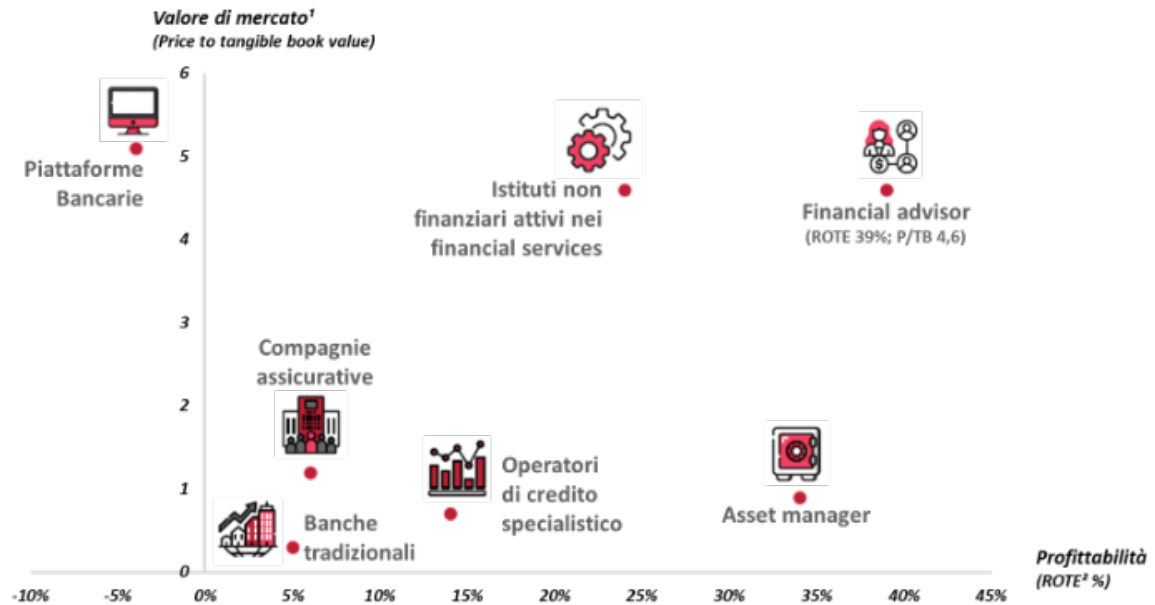 Valore di mercato¹
(Price to tangible book value)
6
5
4
3
2
1
0
Piattaforme
Bancarie
Istituti non
finanziari attivi nei
financial services
Financial advisor
(ROTE 39%; P/TB 4,6)
Compagnie
assicurative
Operatori
di credito
specialistico
Asset manager
Banche
tradizionali
Profittabilità
(ROTE² %)
-10%
-5%
0%
5%
10%
15%
20%
25%
30%
35%
40%
45%